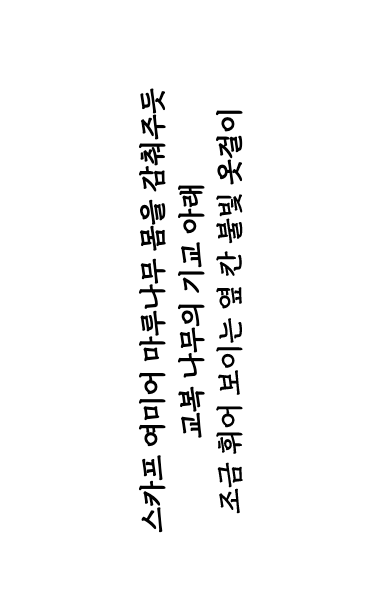 스카프 여미어 마루나무 몸을 감춰주듯
교복 나무의 기교 아래
조금 휘어 보이는 옆 칸 불빛 옷걸이